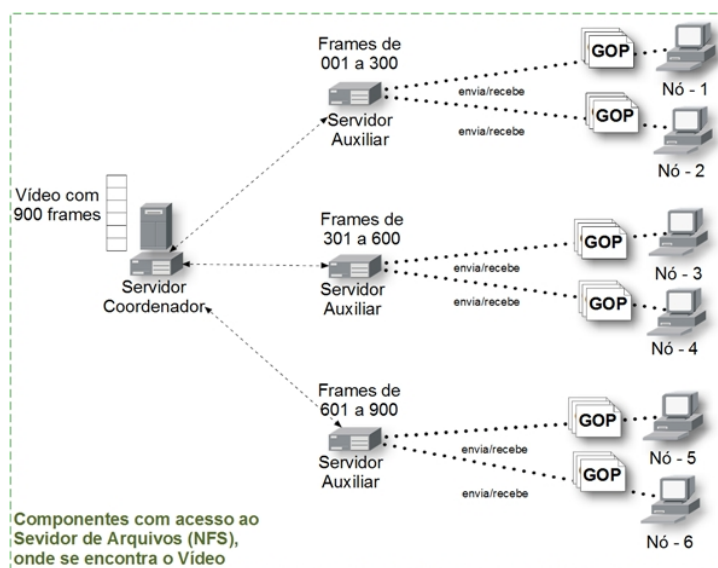 Frames de
001 a 300
GOP
envia/recebe
Nó - 1
Servidor
Auxiliar
envia/recebe
GOP
Nó - 2
Vídeo com
900 frames
Servidor
Coordenador
Frames de
301 a 600
GOP
envia/recebe
Nó - 3
Servidor
Auxiliar
envia/recebe
GOP
Nó - 4
Frames de
601 a 900
GOP
envia/recebe
Nó - 5
Servidor
Auxiliar
envia/recebe
GOP
Nó - 6
Componentes com acesso ao
Sevidor de Arquivos (NFS),
onde se encontra o Vídeo